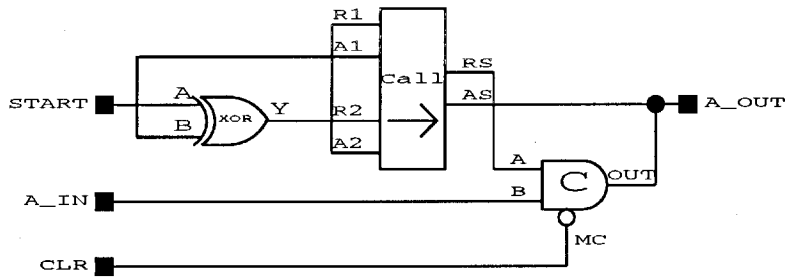 R1
A1
Call
RS
START
A
XOR
Y
R2
AS
A_OUT
B
A2
A
C
OUT
A_IN
B
MC
CLR